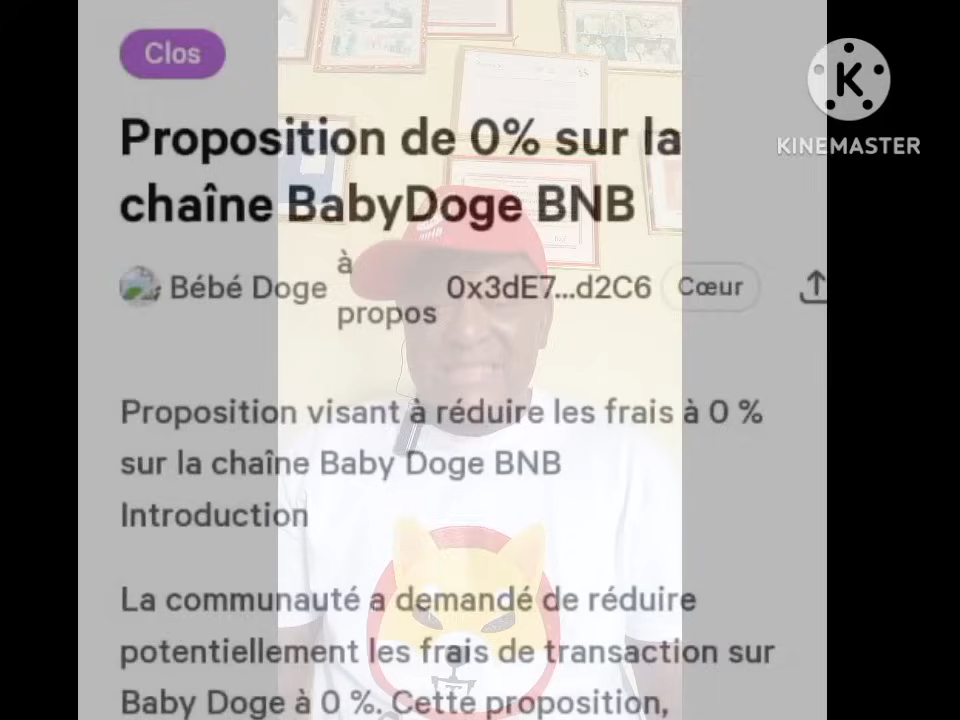 Clos
Proposition de 0% sur la
chaîne BabyDoge BNB
Bébé Doge à propos 0x3dE7...d2C6 Cœur
Proposition visant à réduire les frais à 0 %
sur la chaîne Baby Doge BNB
Introduction
La communauté a demandé de réduire
potentiellement les frais de transaction sur
Baby Doge à 0 %. Cette proposition,
K
KINEMASTER